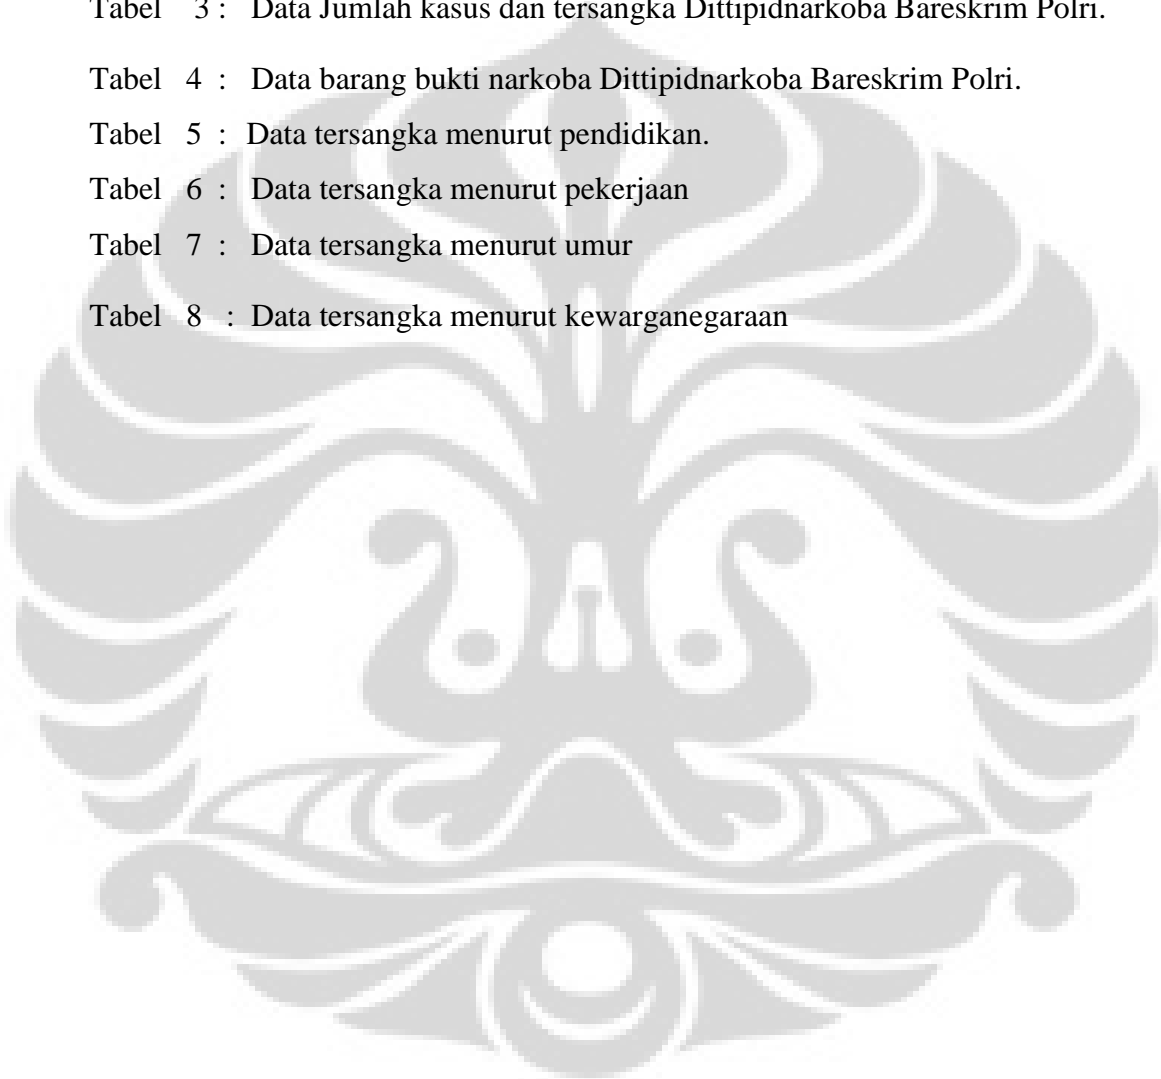 Tabel 3 : Data Jumlah kasus dan tersangka Dittipidnarkoba Bareskrim Polri.
Tabel 4 : Data barang bukti narkoba Dittipidnarkoba Bareskrim Polri.
Tabel 5 : Data tersangka menurut pendidikan.
Tabel 6 : Data tersangka menurut pekerjaan
Tabel 7 : Data tersangka menurut umur
Tabel 8 : Data tersangka menurut kewarganegaraan